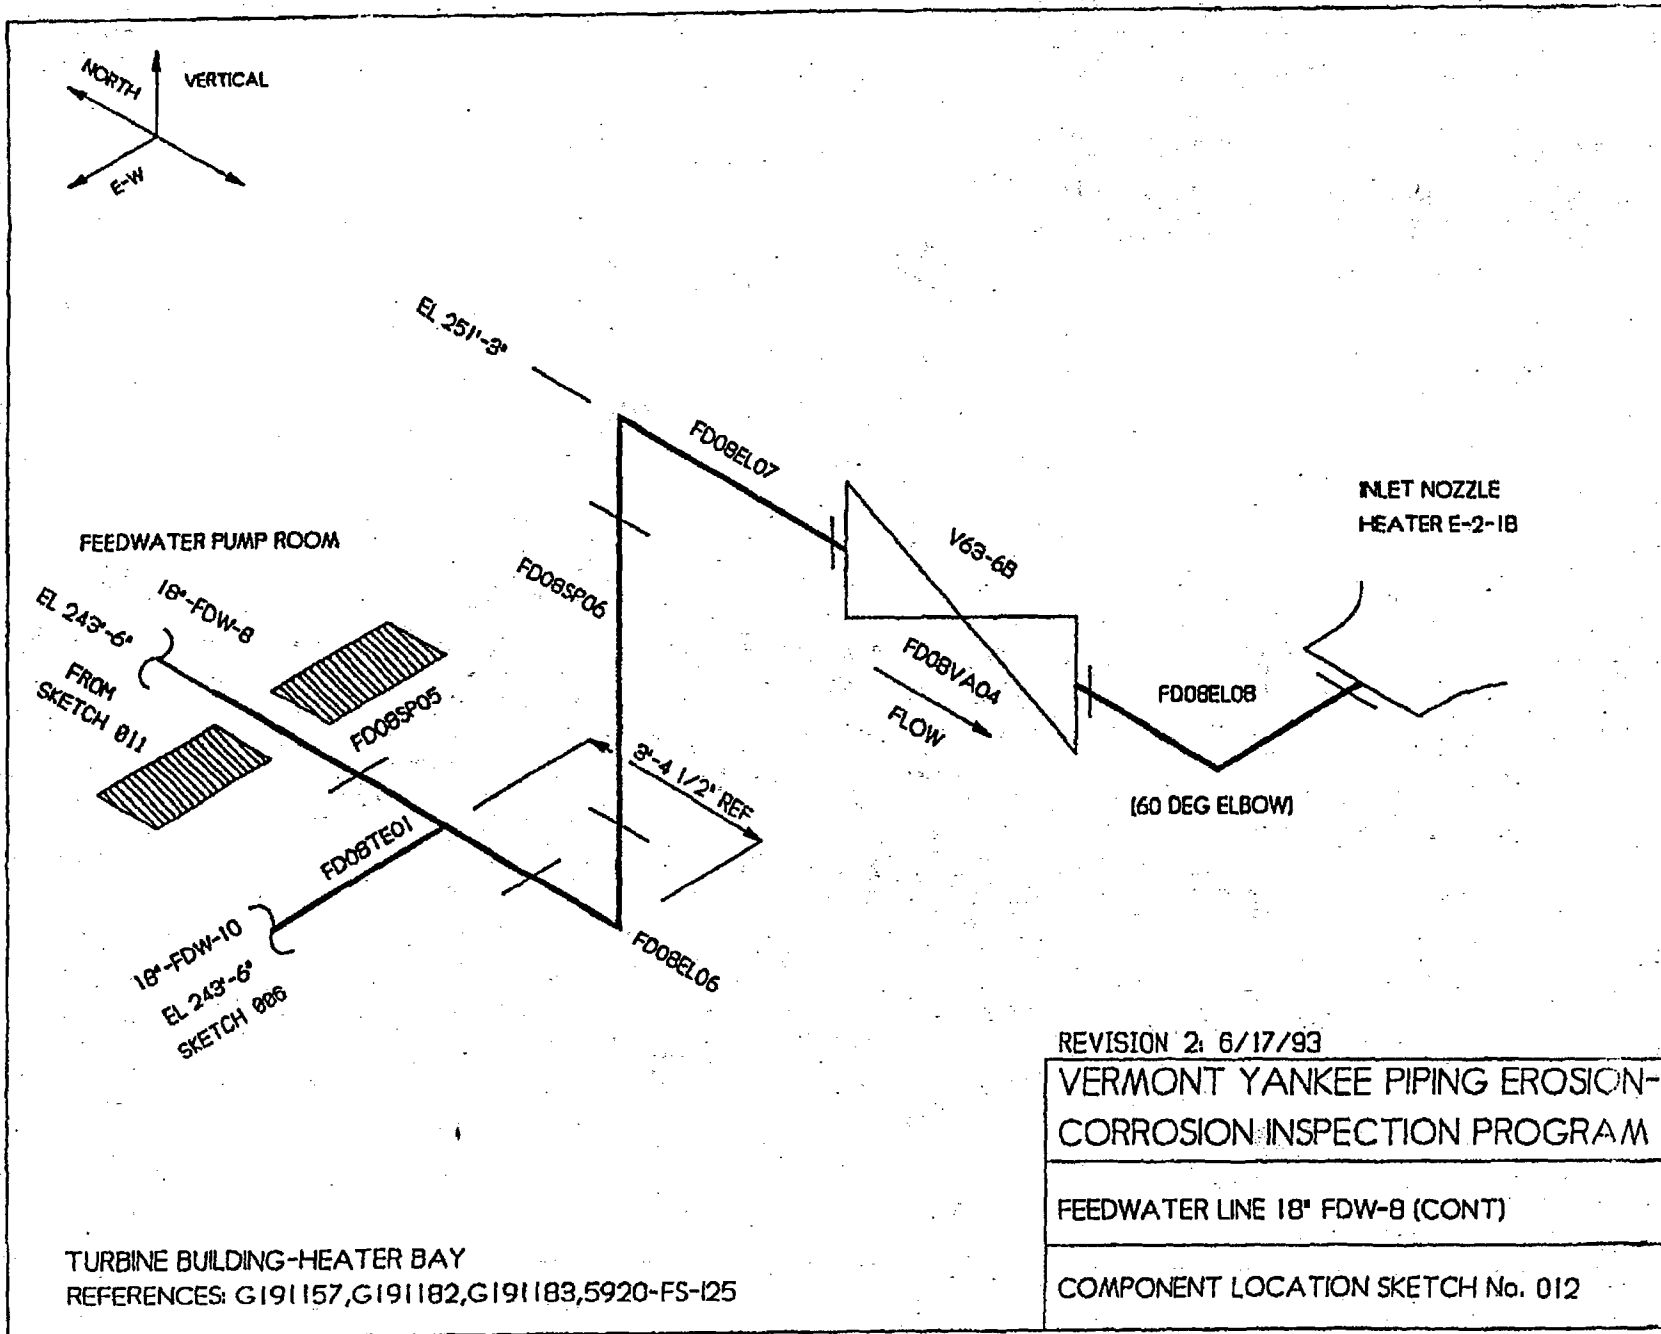 NORTH
VERTICAL
E-W
EL 251'-3"
FD08EL07
INLET NOZZLE
HEATER E-2-1B
V63-6B
FEEDWATER PUMP ROOM
FD08SP06
18"-FDW-8
EL 243'-6"
FROM
SKETCH 011
FD08SP05
FD08VA04
FLOW
FD08EL08
3'-4 1/2" REF
(60 DEG ELBOW)
FD08TE01
18"-FDW-10
EL 243'-6"
SKETCH 006
FD08EL06
REVISION 2: 6/17/93
VERMONT YANKEE PIPING EROSION-
CORROSION INSPECTION PROGRAM
FEEDWATER LINE 18" FDW-8 (CONT)
COMPONENT LOCATION SKETCH No. 012
TURBINE BUILDING-HEATER BAY
REFERENCES: G191157,G191182,G191183,5920-FS-125